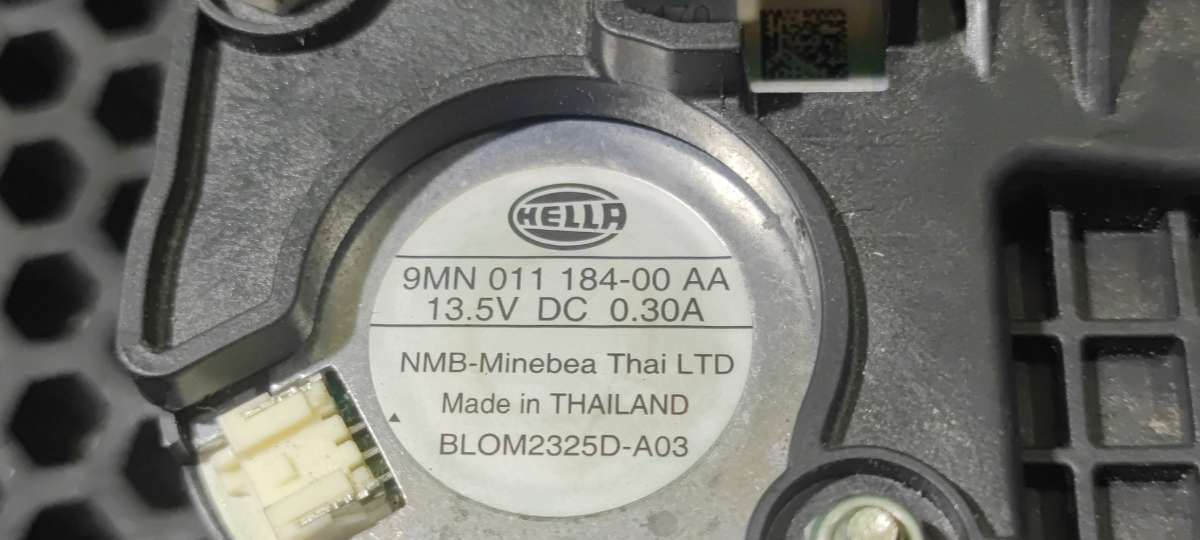 HELLA
9MN 011 184-00 AA
13.5V DC 0.30A
NMB-Minebea Thai LTD
Made in THAILAND
BLOM2325D-A03